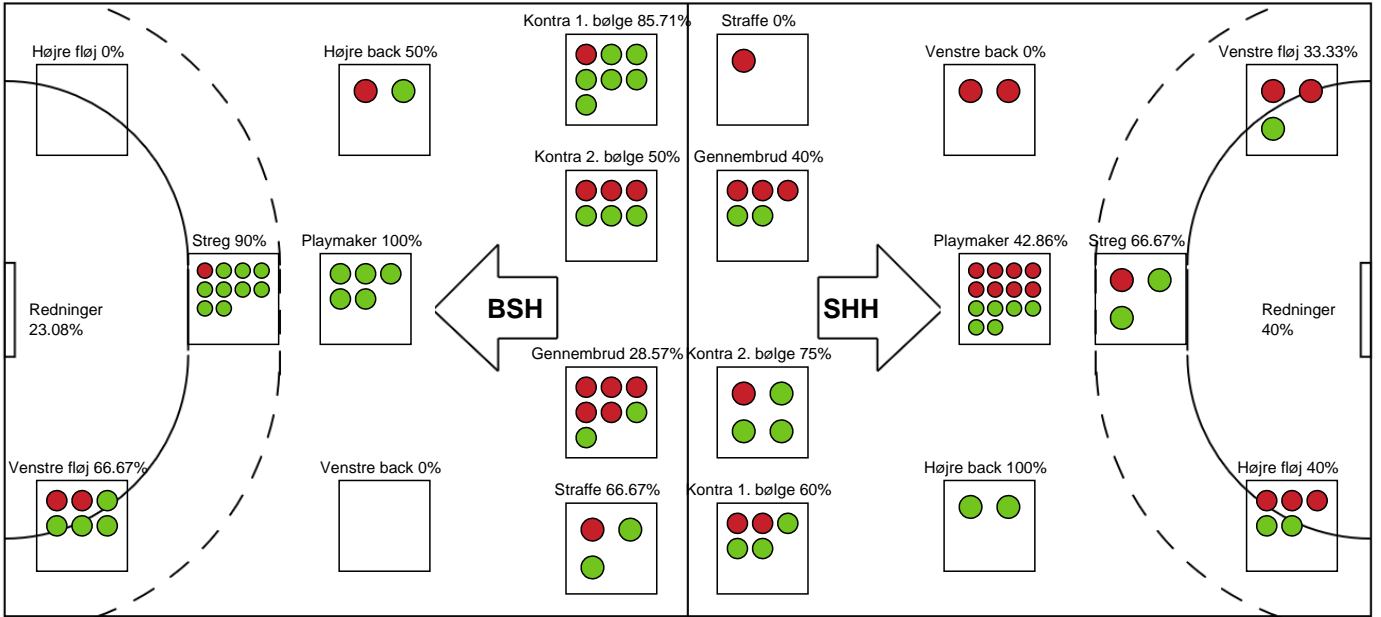 Kontra 1. bølge 85.71%
Straffe 0%
Højre fløj 0%
Højre back 50%
Venstre back 0%
Venstre fløj 33.33%
Kontra 2. bølge 50%
Gennembrud 40%
Streg 90%
Playmaker 100%
Playmaker 42.86%
Streg 66.67%
Redninger
23.08%
BSH
SHH
Redninger
40%
Gennembrud 28.57%
Kontra 2. bølge 75%
Venstre fløj 66.67%
Venstre back 0%
Straffe 66.67%
Kontra 1. bølge 60%
Højre back 100%
Højre fløj 40%